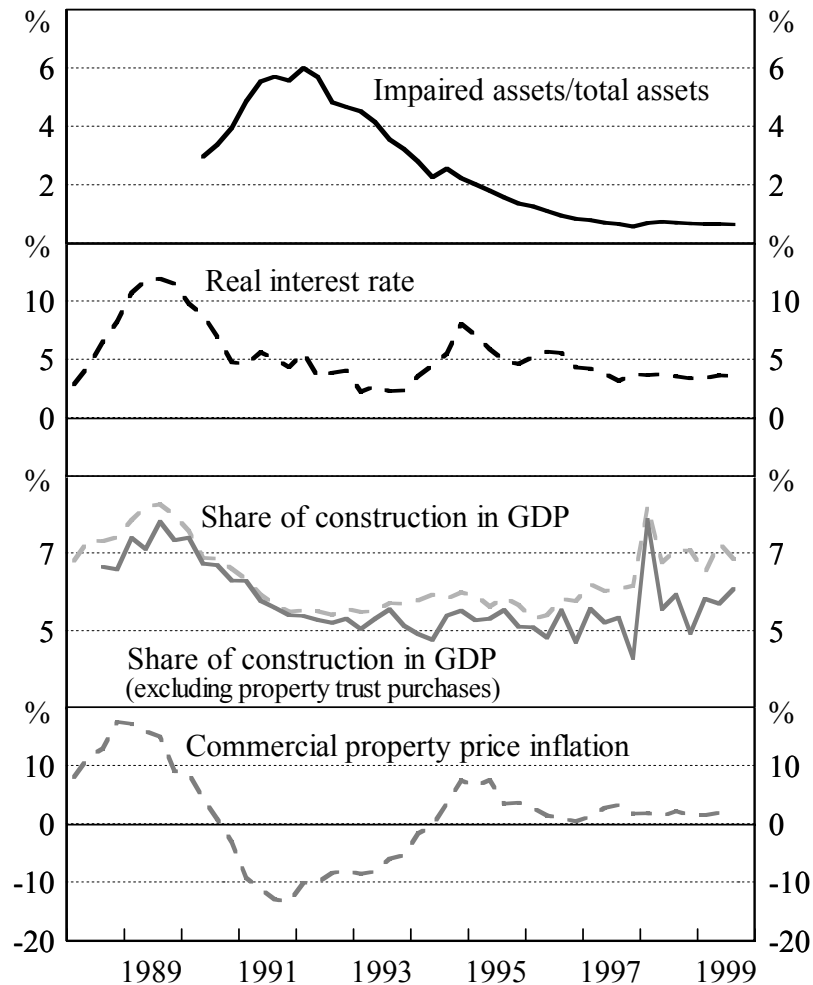 % %
6 Impaired assets/total assets 6
4 4
2 2
% %
Real interest rate
10 10
5 5
0 0
% %
Share of construction in GDP
7 7
5 5
Share of construction in GDP
(excluding property trust purchases)
% %
Commercial property price inflation
10 10
0 0
-10 -10
-20 -20
1989 1991 1993 1995 1997 1999